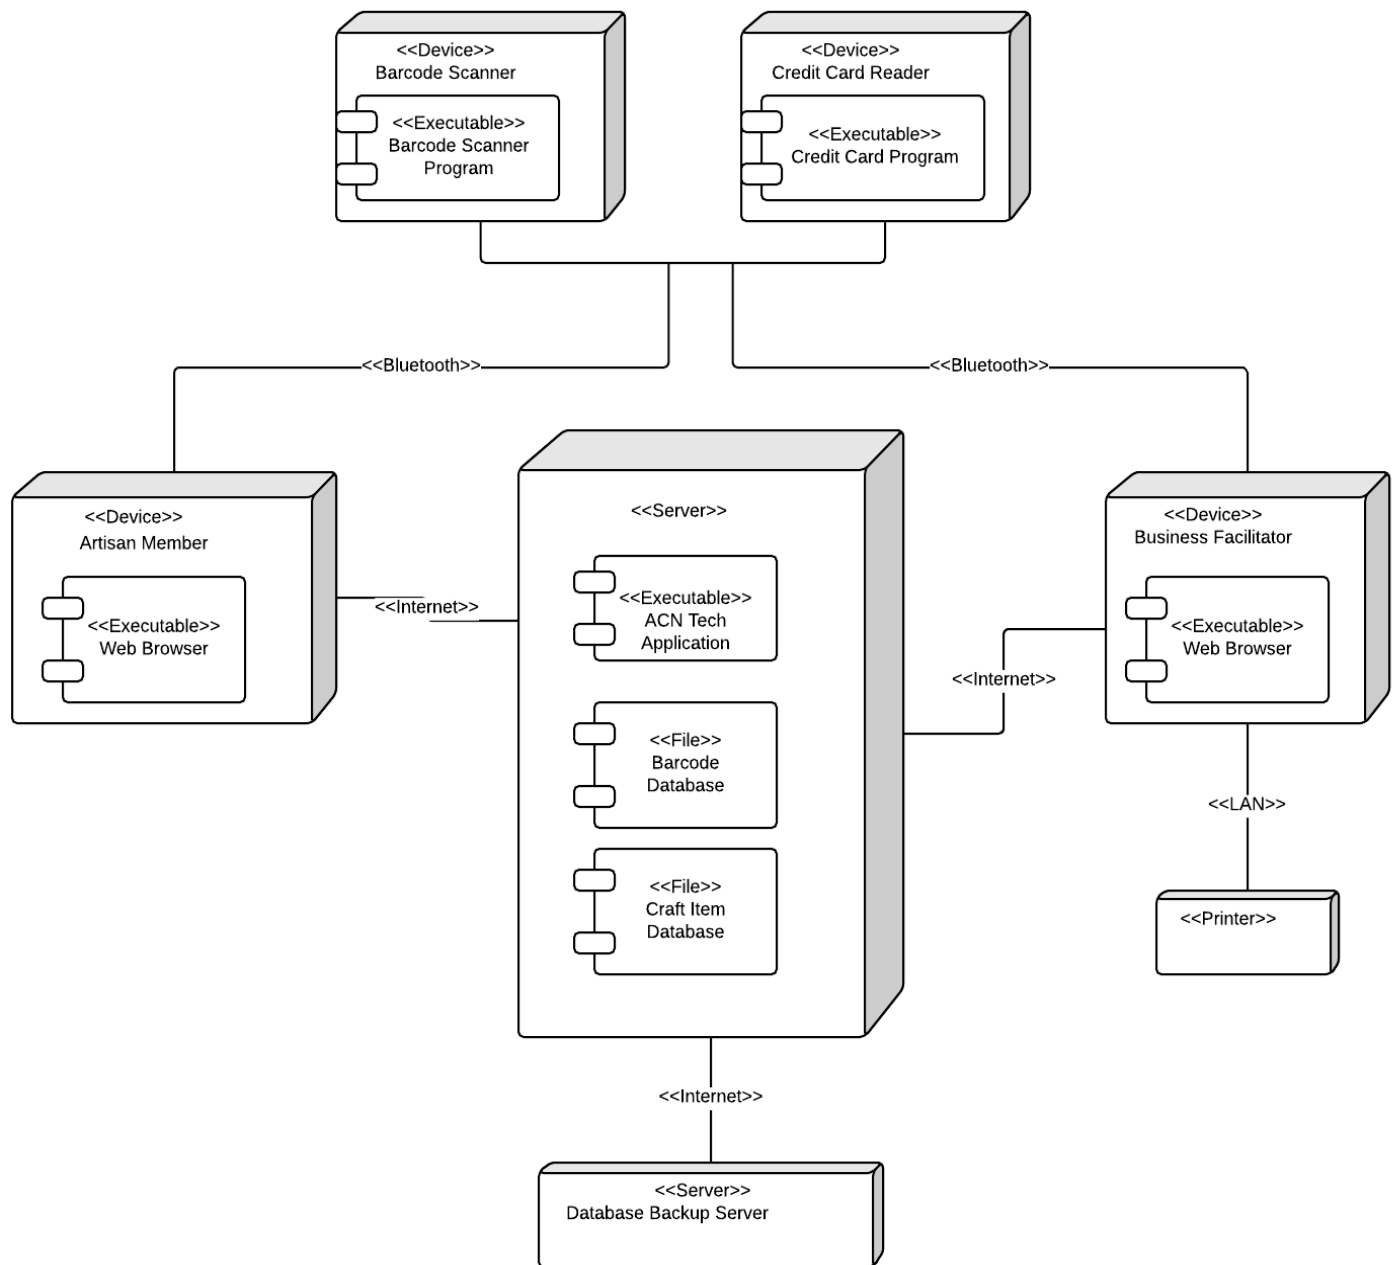 <<Device>>
Barcode Scanner
<<Executable>>
Barcode Scanner
Program
<<Device>>
Credit Card Reader
<<Executable>>
Credit Card Program
<<Bluetooth>>
<<Bluetooth>>
<<Device>>
Artisan Member
<<Executable>>
Web Browser
<<Internet>>
<<Server>>
<<Executable>>
ACN Tech
Application
<<File>>
Barcode
Database
<<File>>
Craft Item
Database
<<Internet>>
<<Device>>
Business Facilitator
<<Executable>>
Web Browser
<<LAN>>
<<Printer>>
<<Internet>>
<<Server>>
Database Backup Server